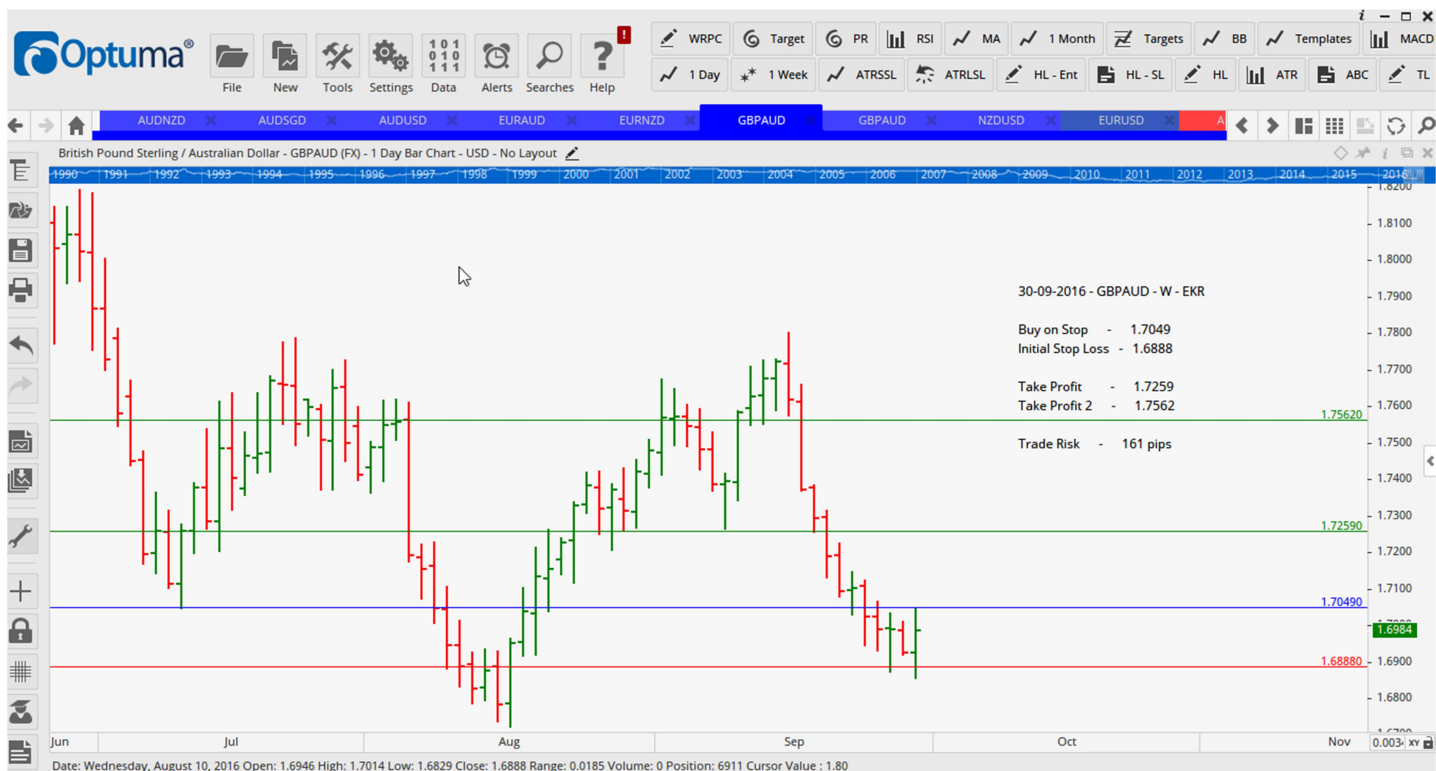 i
Optuma®
File
New
Tools
Settings
101
010
111
Data
Alerts
Searches
!
?
Help
WRPC
Target
PR
RSI
MA
1 Month
Targets
BB
Templates
MACD
1 Day
1 Week
ATRSSL
ATRLSL
HL - Ent
HL - SL
HL
ATR
ABC
TL
AUDNZD
AUDSGD
AUDUSD
EURAUD
EURNZD
GBPAUD
GBPAUD
NZDUSD
EURUSD
A
British Pound Sterling / Australian Dollar - GBPAUD (FX) - 1 Day Bar Chart - USD - No Layout
i
1990 1991 1992 1993 1994 1995 1996 1997 1998 1999 2000 2001 2002 2003 2004 2005 2006 2007 2008 2009 2010 2011 2012 2013 2014 2015 2016
1.8200
1.8100
1.8000
1.7900
1.7800
1.7700
1.7600
1.7500
1.7400
1.7300
1.7200
1.7100
1.6984
1.6900
1.6800
30-09-2016 - GBPAUD - W - EKR
Buy on Stop - 1.7049
Initial Stop Loss - 1.6888
Take Profit - 1.7259
Take Profit 2 - 1.7562
Trade Risk - 161 pips
1.75620
1.72590
1.70490
1.68880
Jun Jul Aug Sep Oct Nov
0.003 XY
Date: Wednesday, August 10, 2016 Open: 1.6946 High: 1.7014 Low: 1.6829 Close: 1.6888 Range: 0.0185 Volume: 0 Position: 6911 Cursor Value : 1.80